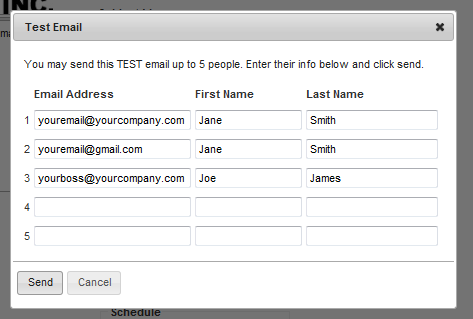 INC.
Test Email
You may send this TEST email up to 5 people. Enter their info below and click send.
Email Address First Name Last Name
1 youremail@yourcompany.com Jane Smith
2 youremail@gmail.com Jane Smith
3 yourboss@yourcompany.com Joe James
4
5
Send Cancel
Schedule